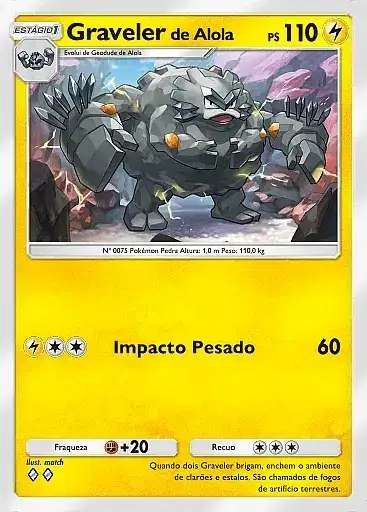 ESTÁGIO 1
Graveler de Alola
PS 110
Evolui de Geodude de Alola
Nº 0075 Pokémon Pedra Altura: 1,0 m Peso: 110,0 kg
Impacto Pesado 60
Fraqueza +20
Recuo
Ilust. match
Quando dois Graveler brigam, enchem o ambiente
de clarões e estalos. São chamados de fogos
de artifício terrestres.